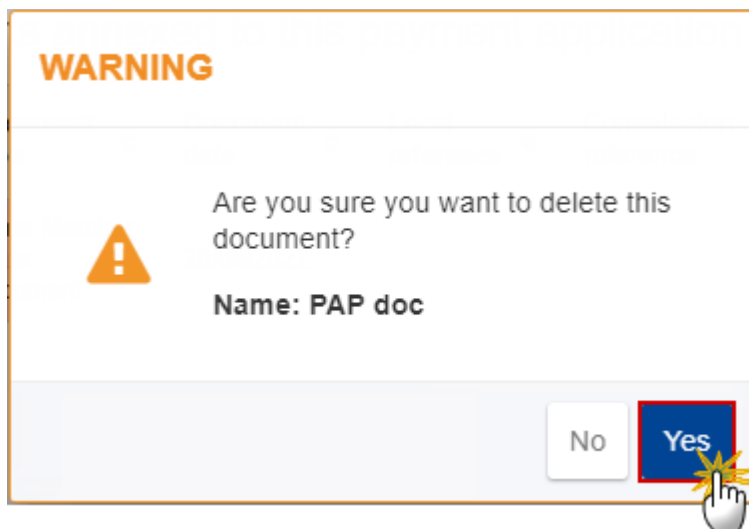 WARNING
Are you sure you want to delete this
document?
Name: PAP doc
No
Yes